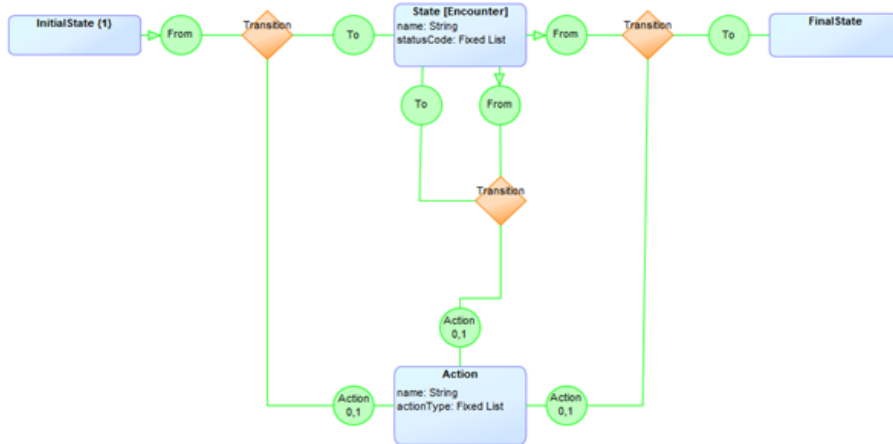 InitialState (1)
From
Transition
To
State [Encounter]
name: String
statusCode: Fixed List
From
Transition
To
FinalState
To
From
Transition
Action
0,1
Action
0,1
Action
name: String
actionType: Fixed List
Action
0,1